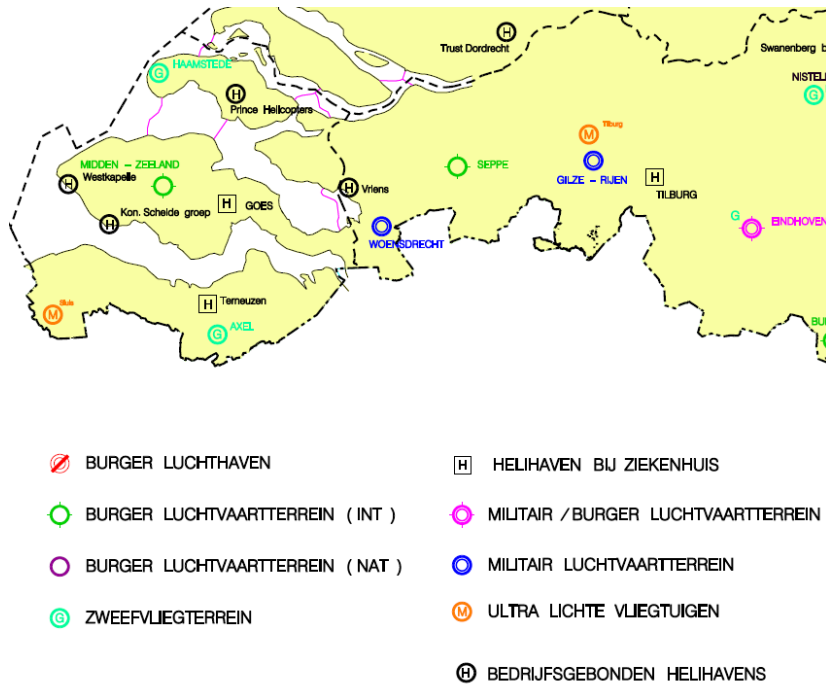 H
Trust Dordrecht
Swanenberg b
HAAMSTEDE
G
H
Prince Helicopters
NISTEL
G
M
Tilburg
MIDDEN - ZEELAND
H
Westkapelle
SEPPE
GILZE - RIJEN
H
TILBURG
H
Vriens
H
GOES
Kon. Schelde groep
H
WOENSDRECHT
G
EINDHOVEN
H
Terneuzen
M
Sluis
G
AXEL
BU
BURGER LUCHTHAVEN
H
HELIHAVEN BIJ ZIEKENHUIS
BURGER LUCHTVAARTTERREIN ( INT )
MILITAIR / BURGER LUCHTVAARTTERREIN
BURGER LUCHTVAARTTERREIN ( NAT )
MILITAIR LUCHTVAARTTERREIN
G
ZWEEFVLIEGTERREIN
M
ULTRA LICHTE VLIEGTUIGEN
H
BEDRIJFSGEBONDEN HELIHAVENS